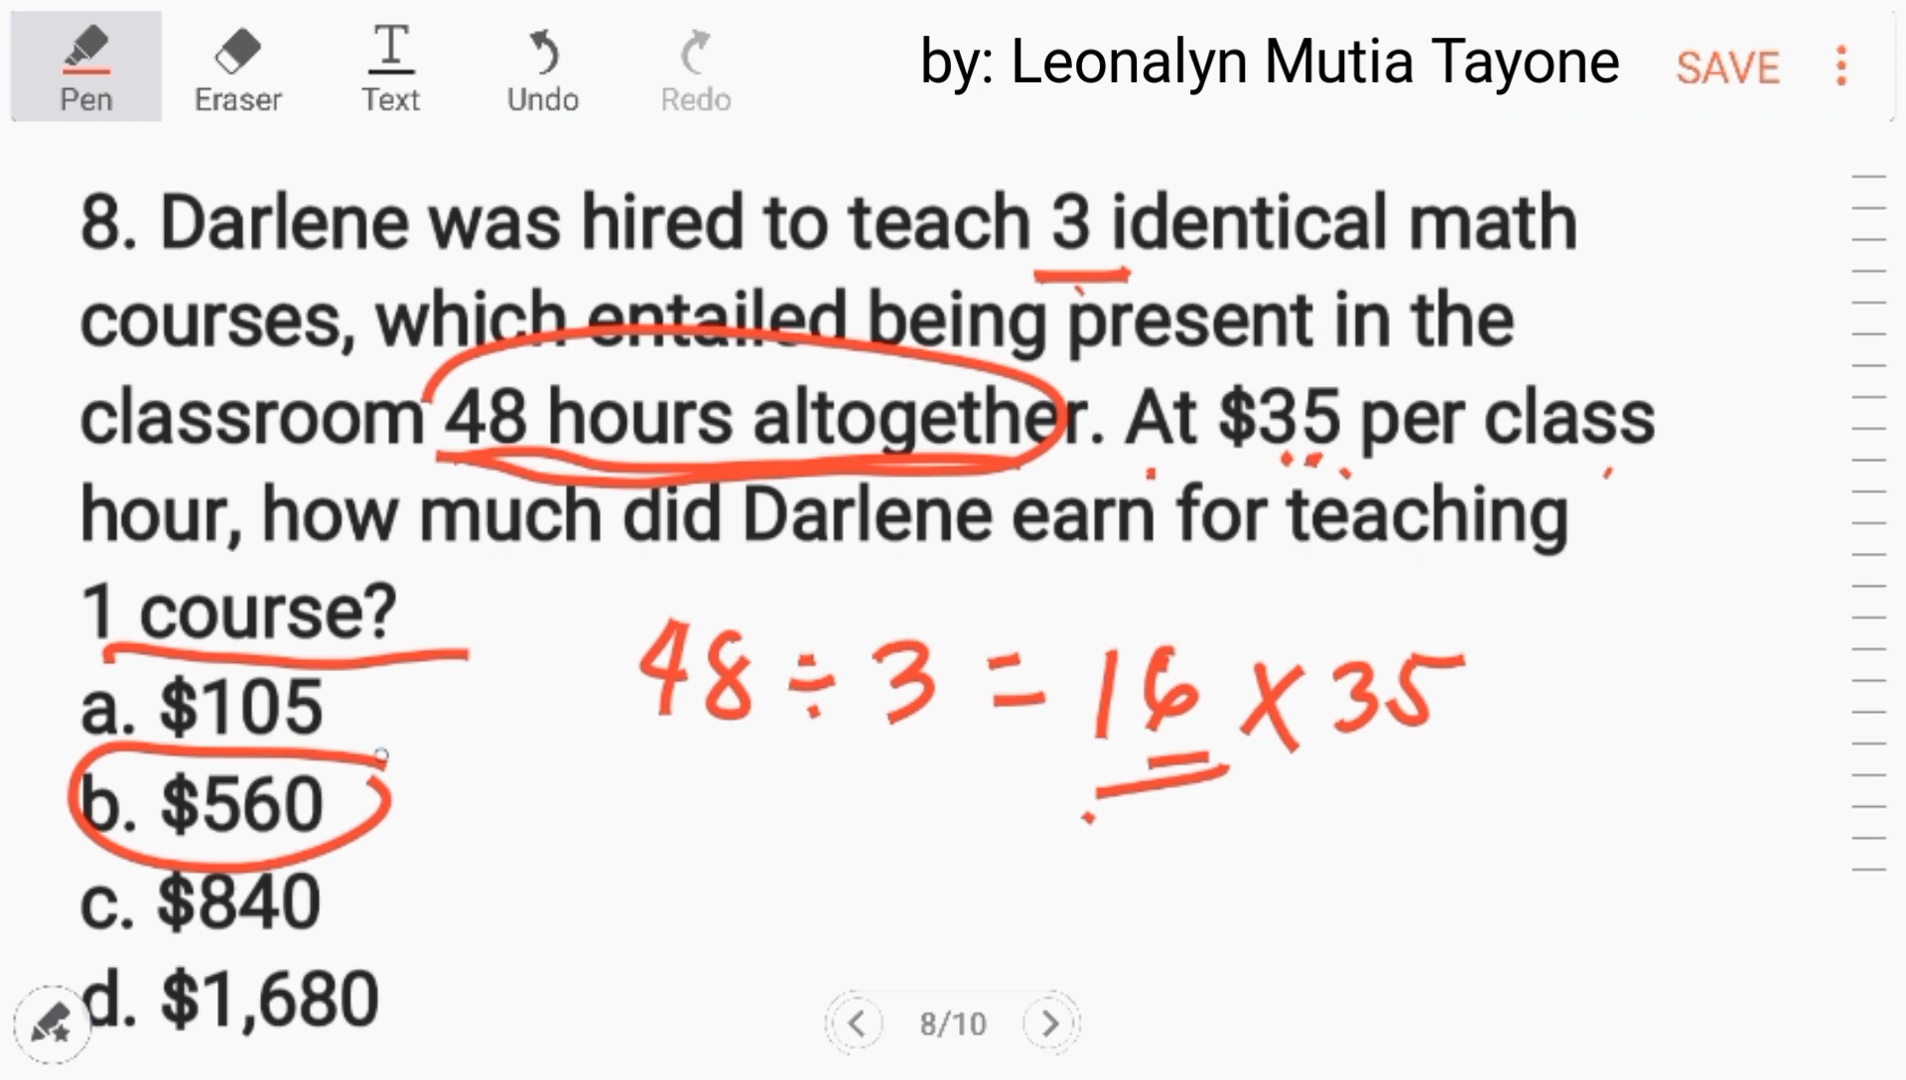 Pen
Eraser
Text
Undo
Redo
by: Leonalyn Mutia Tayone
SAVE
8. Darlene was hired to teach 3 identical math
courses, which entailed being present in the
classroom 48 hours altogether. At $35 per class
hour, how much did Darlene earn for teaching
1 course?
48 ÷ 3 = 16 x 35
a. $105
b. $560
c. $840
d. $1,680
8/10